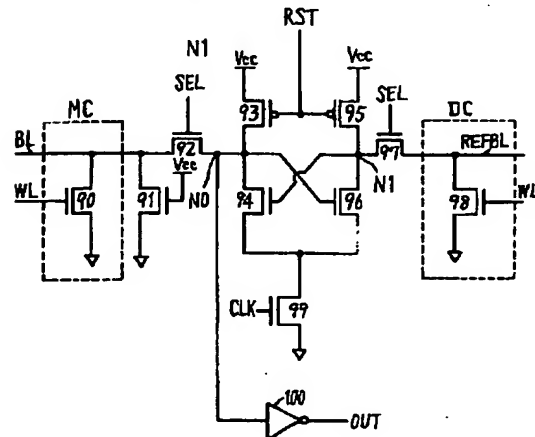 RST
N1
Vcc
Vcc
SEL
SEL
MC
DC
93
95
BL
92
97
REFBL
Vcc
N0
N1
WL
90
91
94
96
98
WL
CLK
99
100
OUT